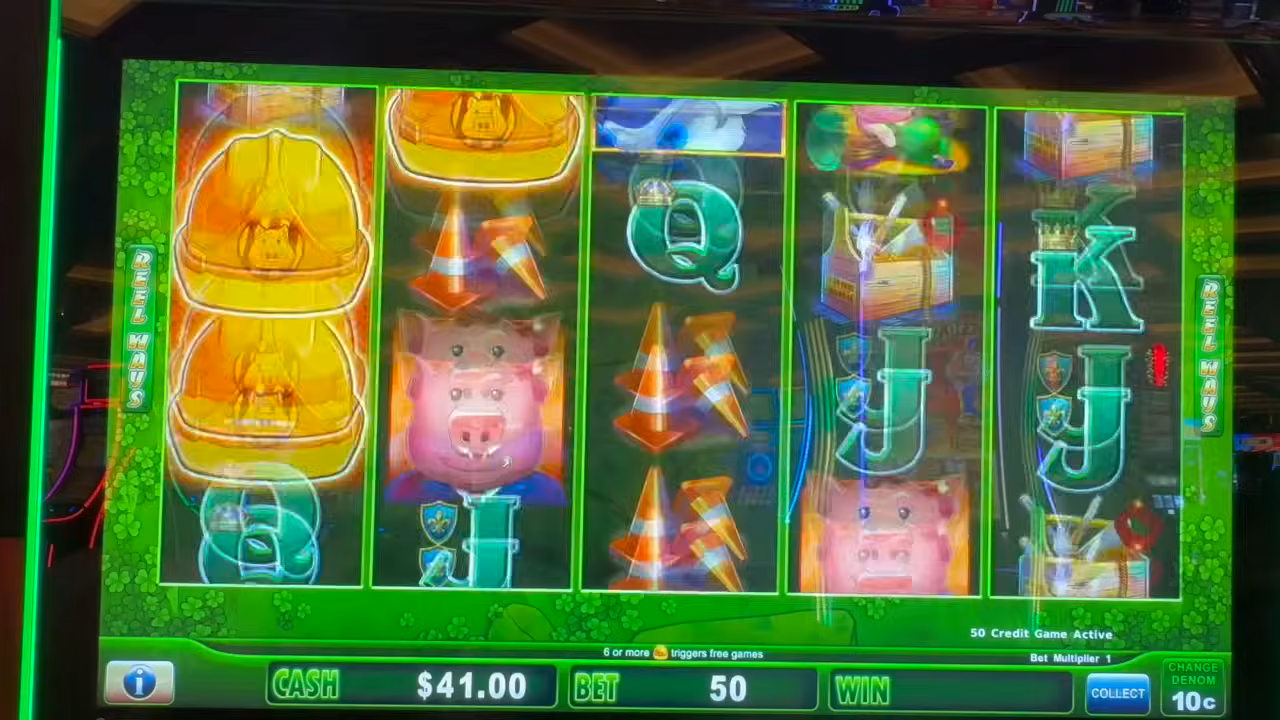 REEL WAYS
REEL WAYS
Q
K
J
J
Q
J
50 Credit Game Active
6 or more triggers free games
Bet Multiplier 1
i
CASH $41.00
BET 50
WIN
COLLECT
CHANGE
DENOM
10¢